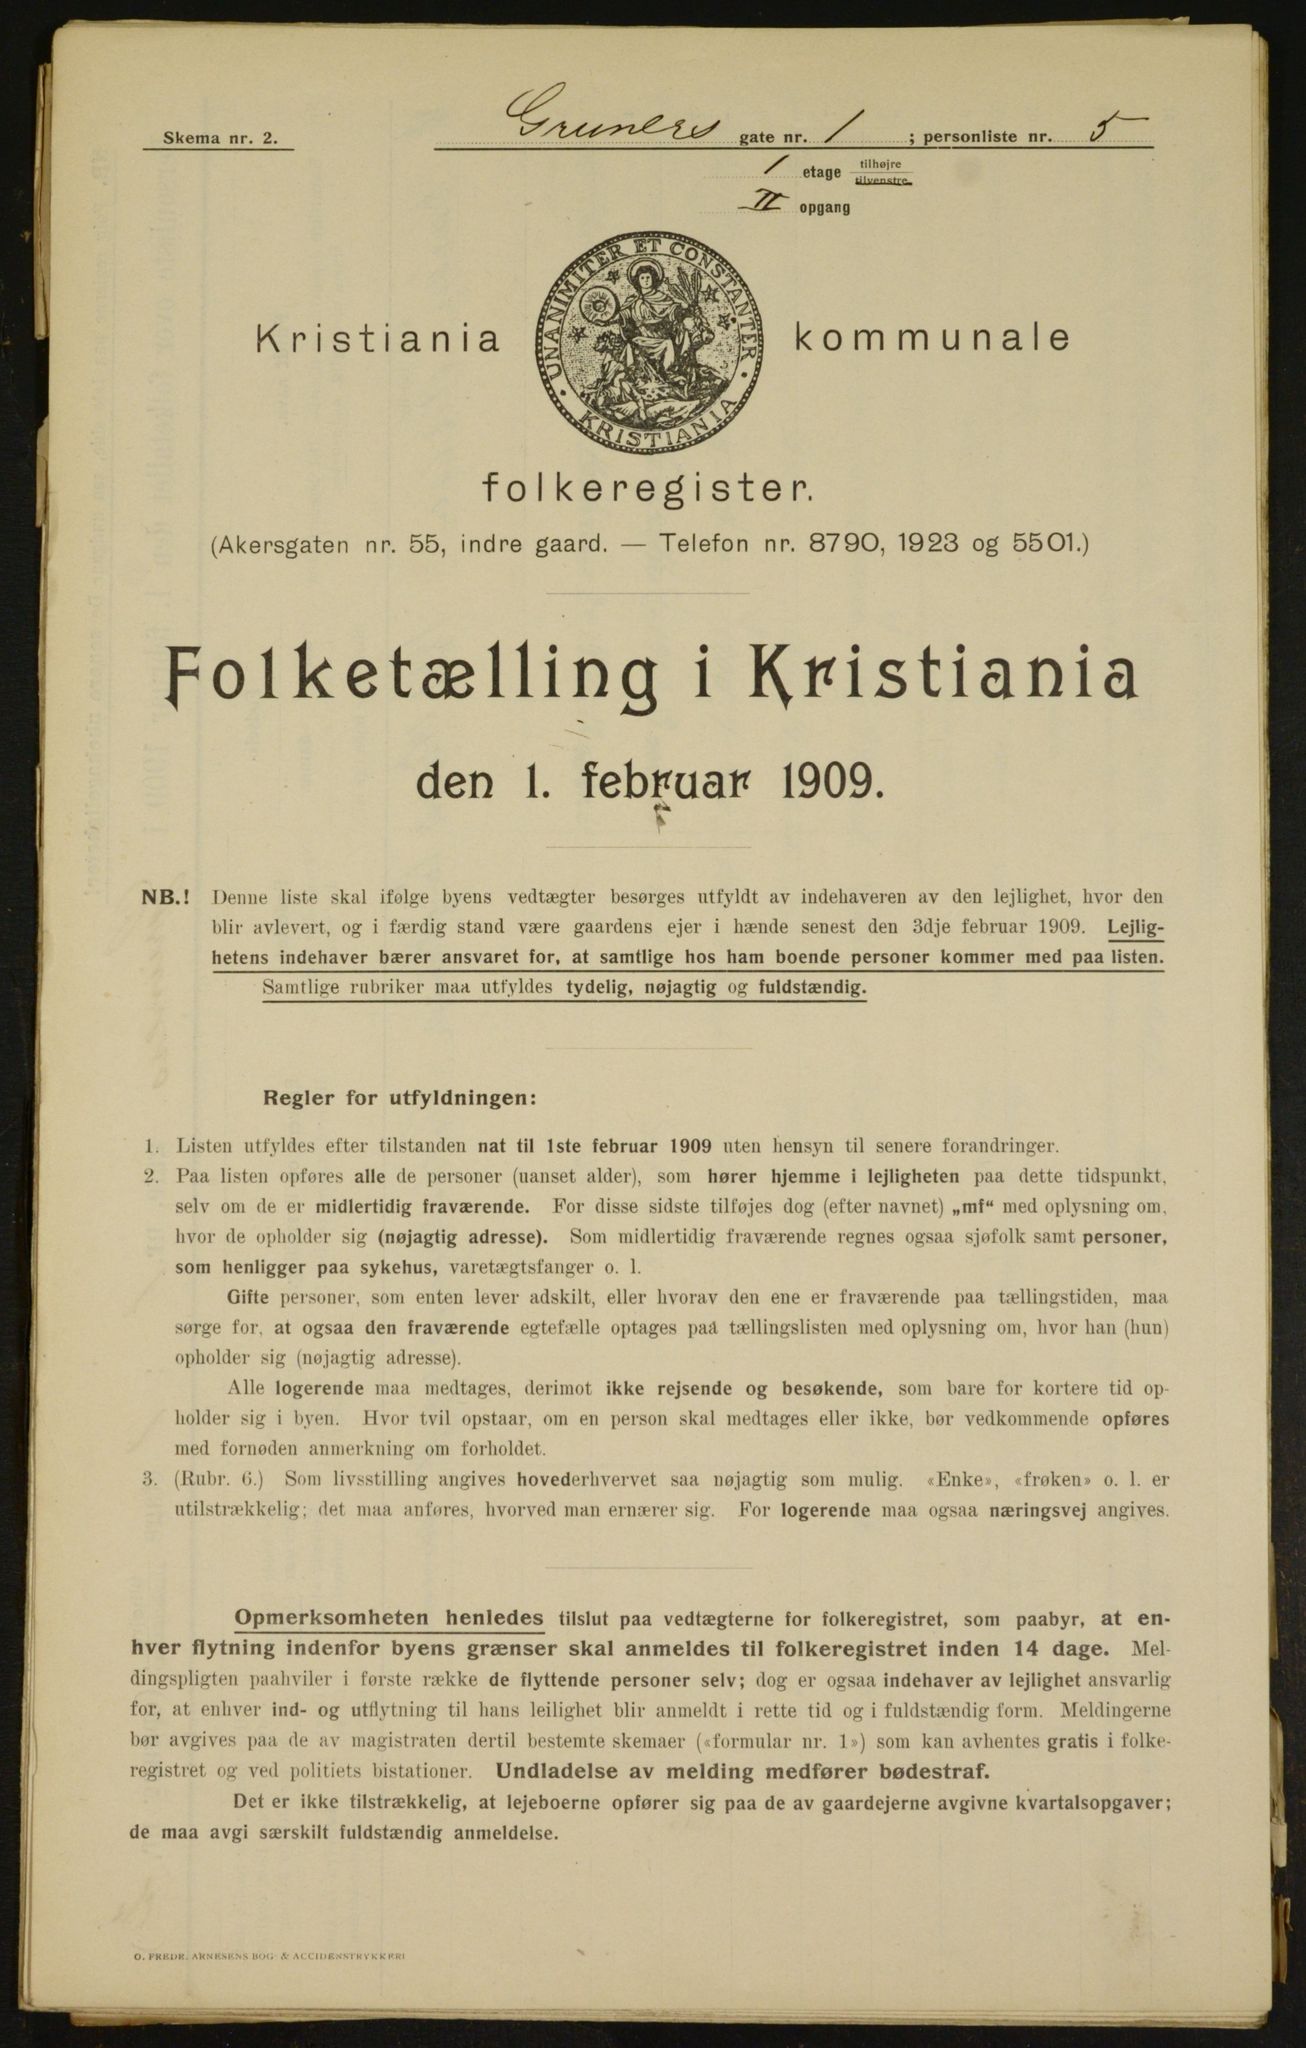 Skema nr. 2.
Gruners gate nr. 1 ; personliste nr. 5
1 etage tilhøjre
tilvenstre.
II opgang
UNANIMITER ET CONSTANTER
KRISTIANIA
Kristiania kommunale
folkeregister.
(Akersgaten nr. 55, indre gaard. — Telefon nr. 8790, 1923 og 5501.)
Folketælling i Kristiania
den 1. februar 1909.
NB.! Denne liste skal ifølge byens vedtægter besørges utfyldt av indehaveren av den lejlighet, hvor den
blir avlevert, og i færdig stand være gaardens ejer i hænde senest den 3dje februar 1909. Lejlig-
hetens indehaver bærer ansvaret for, at samtlige hos ham boende personer kommer med paa listen.
Samtlige rubriker maa utfyldes tydelig, nøjagtig og fuldstændig.
Regler for utfyldningen:
1. Listen utfyldes efter tilstanden nat til 1ste februar 1909 uten hensyn til senere forandringer.
2. Paa listen opføres alle de personer (uanset alder), som hører hjemme i lejligheten paa dette tidspunkt,
selv om de er midlertidig fraværende. For disse sidste tilføjes dog (efter navnet) „mf“ med oplysning om,
hvor de opholder sig (nøjagtig adresse). Som midlertidig fraværende regnes ogsaa sjøfolk samt personer,
som henligger paa sykehus, varetægtsfanger o. l.
Gifte personer, som enten lever adskilt, eller hvorav den ene er fraværende paa tællingstiden, maa
sørge for, at ogsaa den fraværende egtefælle optages paa tællingslisten med oplysning om, hvor han (hun)
opholder sig (nøjagtig adresse).
Alle logerende maa medtages, derimot ikke rejsende og besøkende, som bare for kortere tid op-
holder sig i byen. Hvor tvil opstaar, om en person skal medtages eller ikke, bør vedkommende opføres
med fornøden anmerkning om forholdet.
3. (Rubr. 6.) Som livsstilling angives hovederhvervet saa nøjagtig som mulig. «Enke», «frøken» o. l. er
utilstrækkelig; det maa anføres, hvorved man ernærer sig. For logerende maa ogsaa næringsvej angives.
Opmerksomheten henledes tilslut paa vedtægterne for folkeregistret, som paabyr, at en-
hver flytning indenfor byens grænser skal anmeldes til folkeregistret inden 14 dage. Mel-
dingspligten paahviler i første række de flyttende personer selv; dog er ogsaa indehaver av lejlighet ansvarlig
for, at enhver ind- og utflytning til hans leilighet blir anmeldt i rette tid og i fuldstændig form. Meldingerne
bør avgives paa de av magistraten dertil bestemte skemaer («formular nr. 1») som kan avhentes gratis i folke-
registret og ved politiets bistationer. Undladelse av melding medfører bødestraf.
Det er ikke tilstrækkelig, at lejeboerne opfører sig paa de av gaardejerne avgivne kvartalsopgaver;
de maa avgi særskilt fuldstændig anmeldelse.
O. FREDR. ARNESENS BOG- & ACCIDENSTRYKKERI